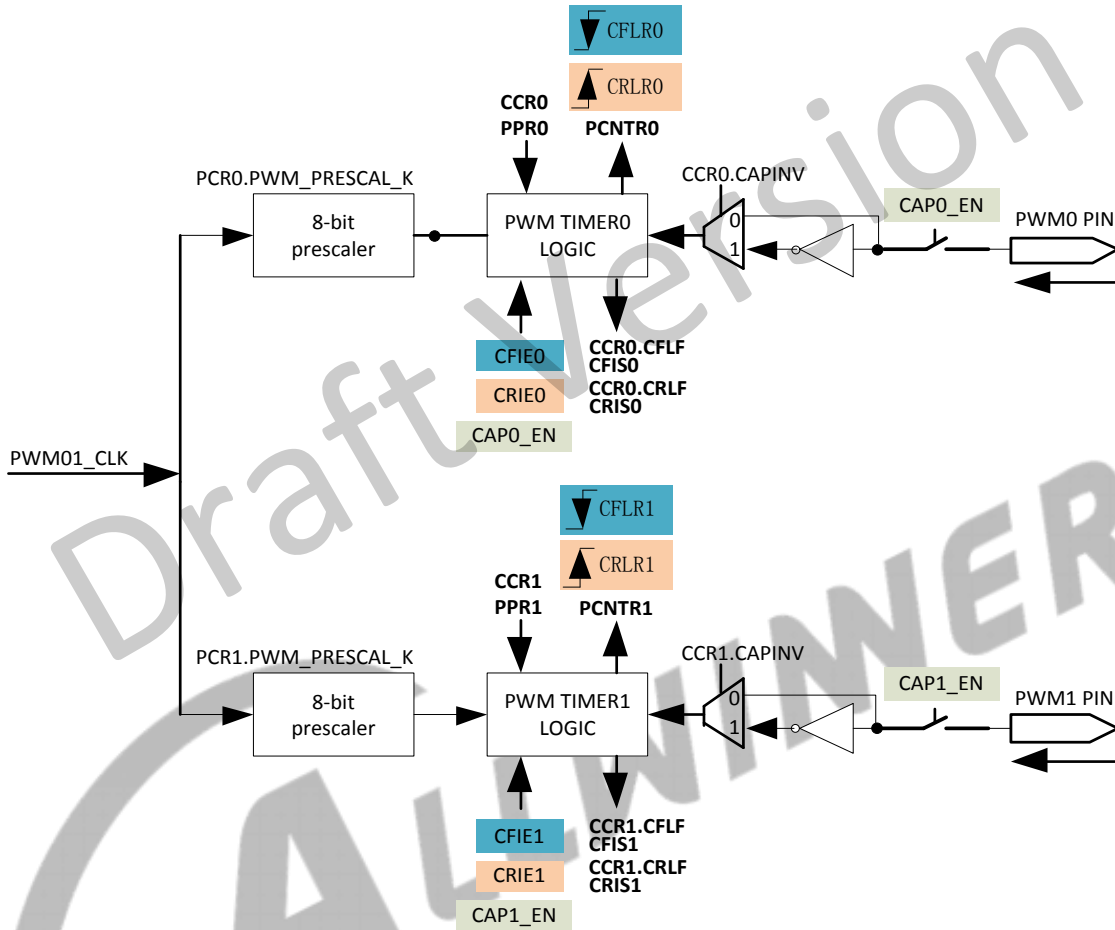 CFLR0
CRLR0
CCR0
PPR0
PCNTR0
PCR0.PWM_PRESCAL_K
CCR0.CAPINV
8-bit
prescaler
PWM TIMER0
LOGIC
0
1
CAP0_EN
PWM0 PIN
CFIE0
CRIE0
CAP0_EN
CCR0.CFLF
CFIS0
CCR0.CRLF
CRIS0
PWM01_CLK
CFLR1
CRLR1
CCR1
PPR1
PCNTR1
PCR1.PWM_PRESCAL_K
CCR1.CAPINV
8-bit
prescaler
PWM TIMER1
LOGIC
0
1
CAP1_EN
PWM1 PIN
CFIE1
CRIE1
CAP1_EN
CCR1.CFLF
CFIS1
CCR1.CRLF
CRIS1
Draft Version
ALLWINNER